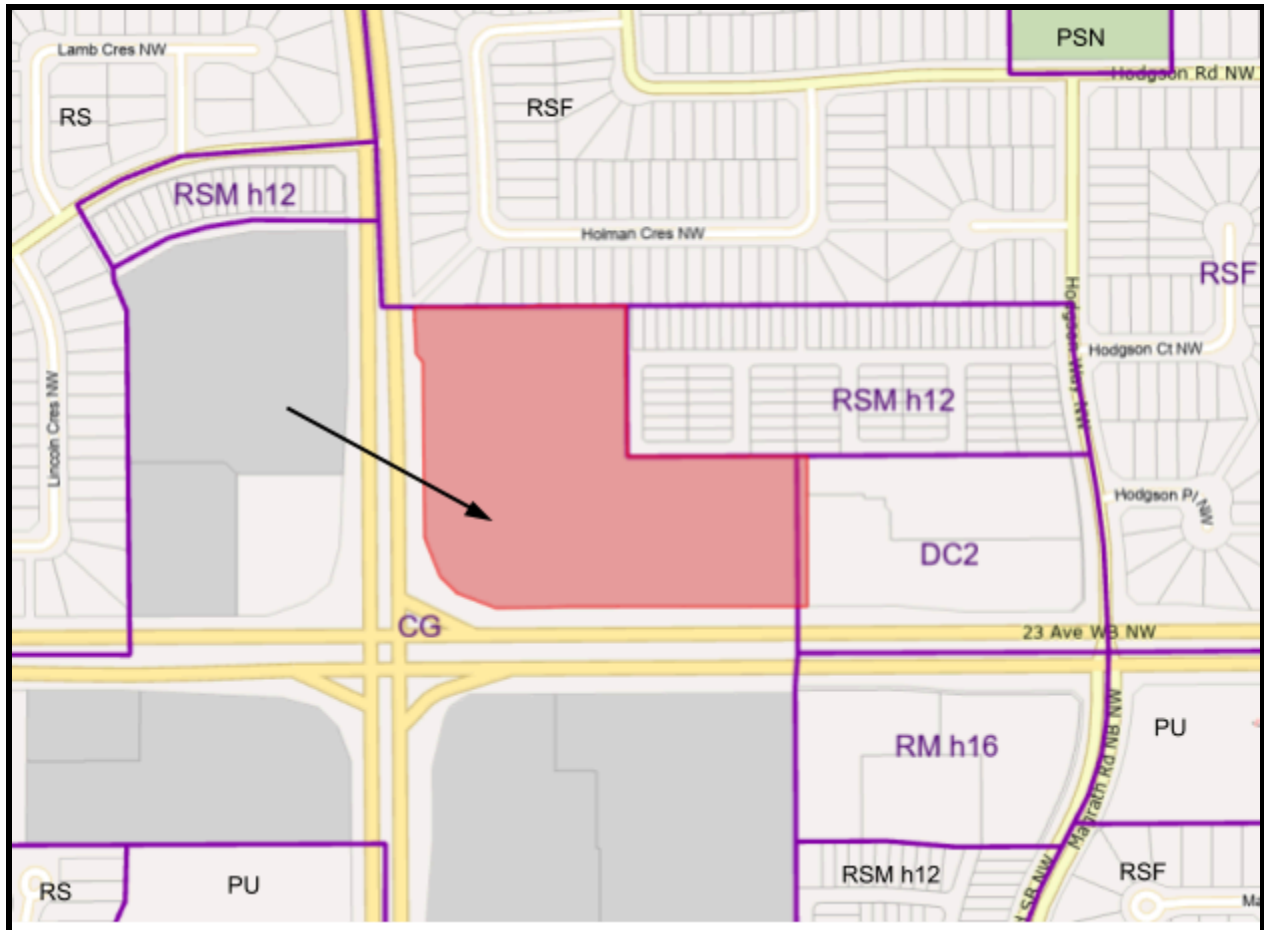 PSN
Lamb Cres NW
Hodgson Rd NW
RS
RSF
RSM h12
Holman Cres NW
RSF
Hodgson Way NW
Hodgson Ct NW
Lincoln Cres NW
RSM h12
Hodgson Pl NW
DC2
CG
23 Ave WB NW
RM h16
PU
Magrath Rd NB NW
RSM h12
RSF
RS
PU
SB NW